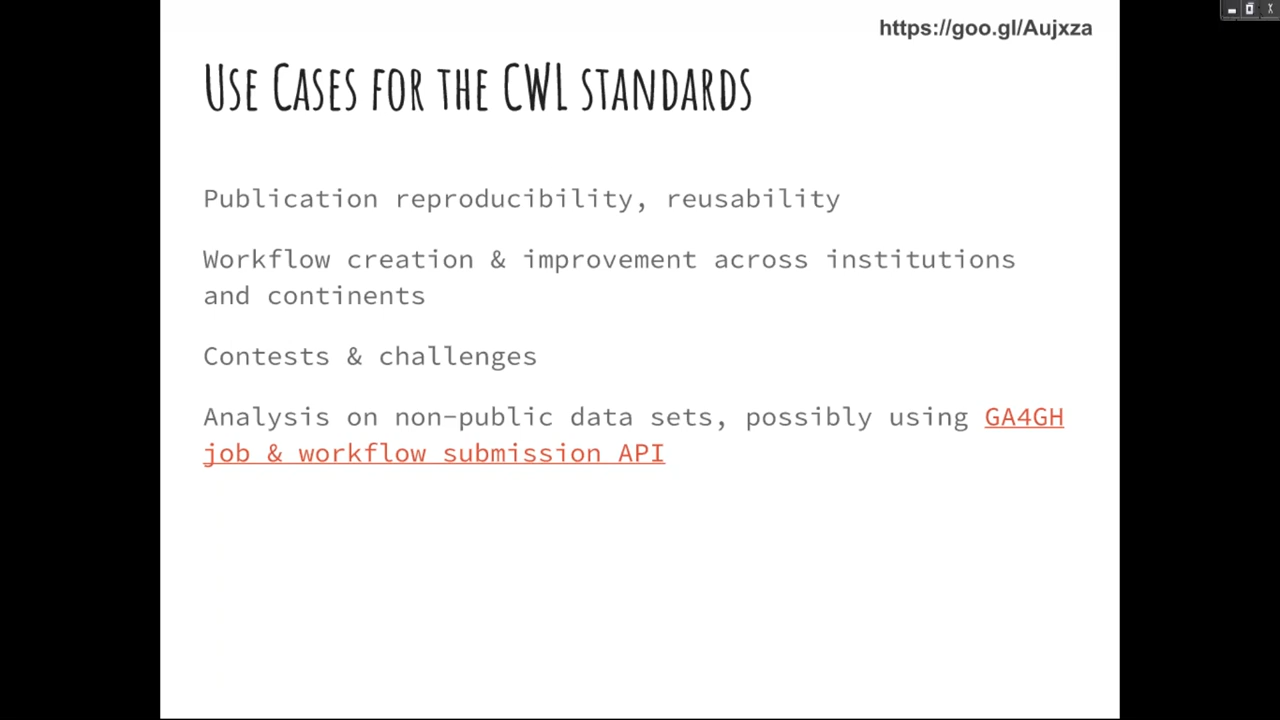 https://goo.gl/Aujxza
Use Cases for the CWL standards
Publication reproducibility, reusability
Workflow creation & improvement across institutions
and continents
Contests & challenges
Analysis on non-public data sets, possibly using GA4GH
job & workflow submission API